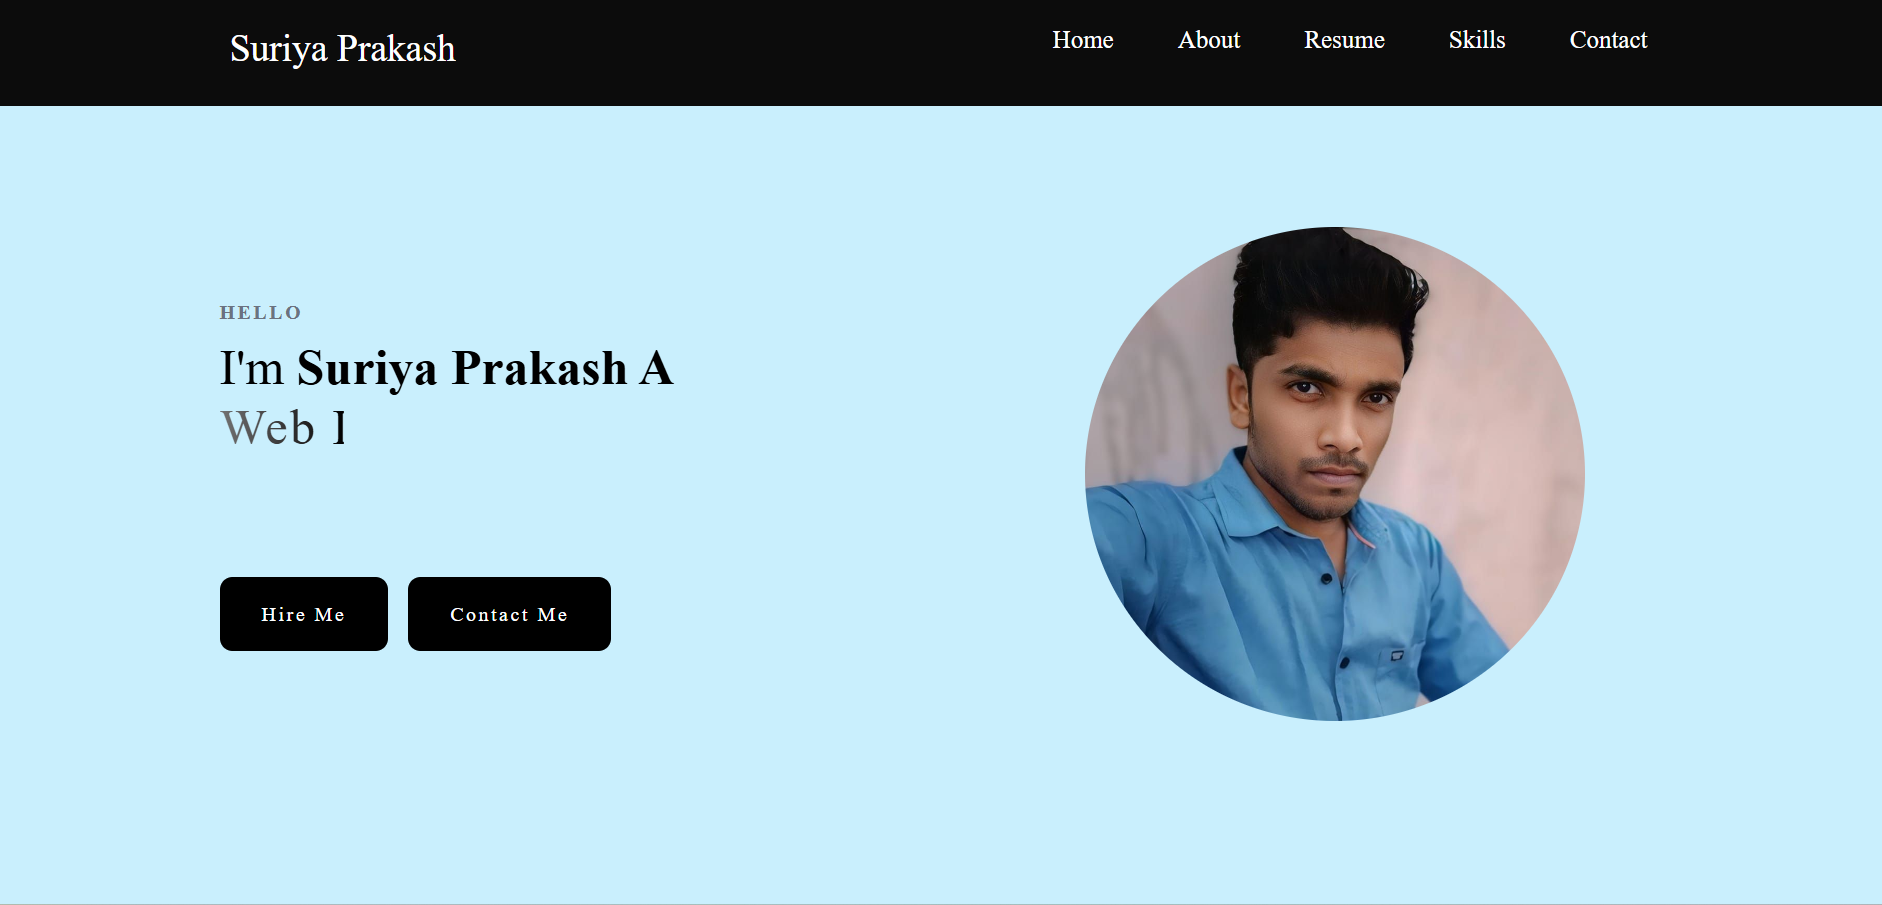 Suriya Prakash
Home About Resume Skills Contact
HELLO
I'm Suriya Prakash A
Web
Hire Me Contact Me